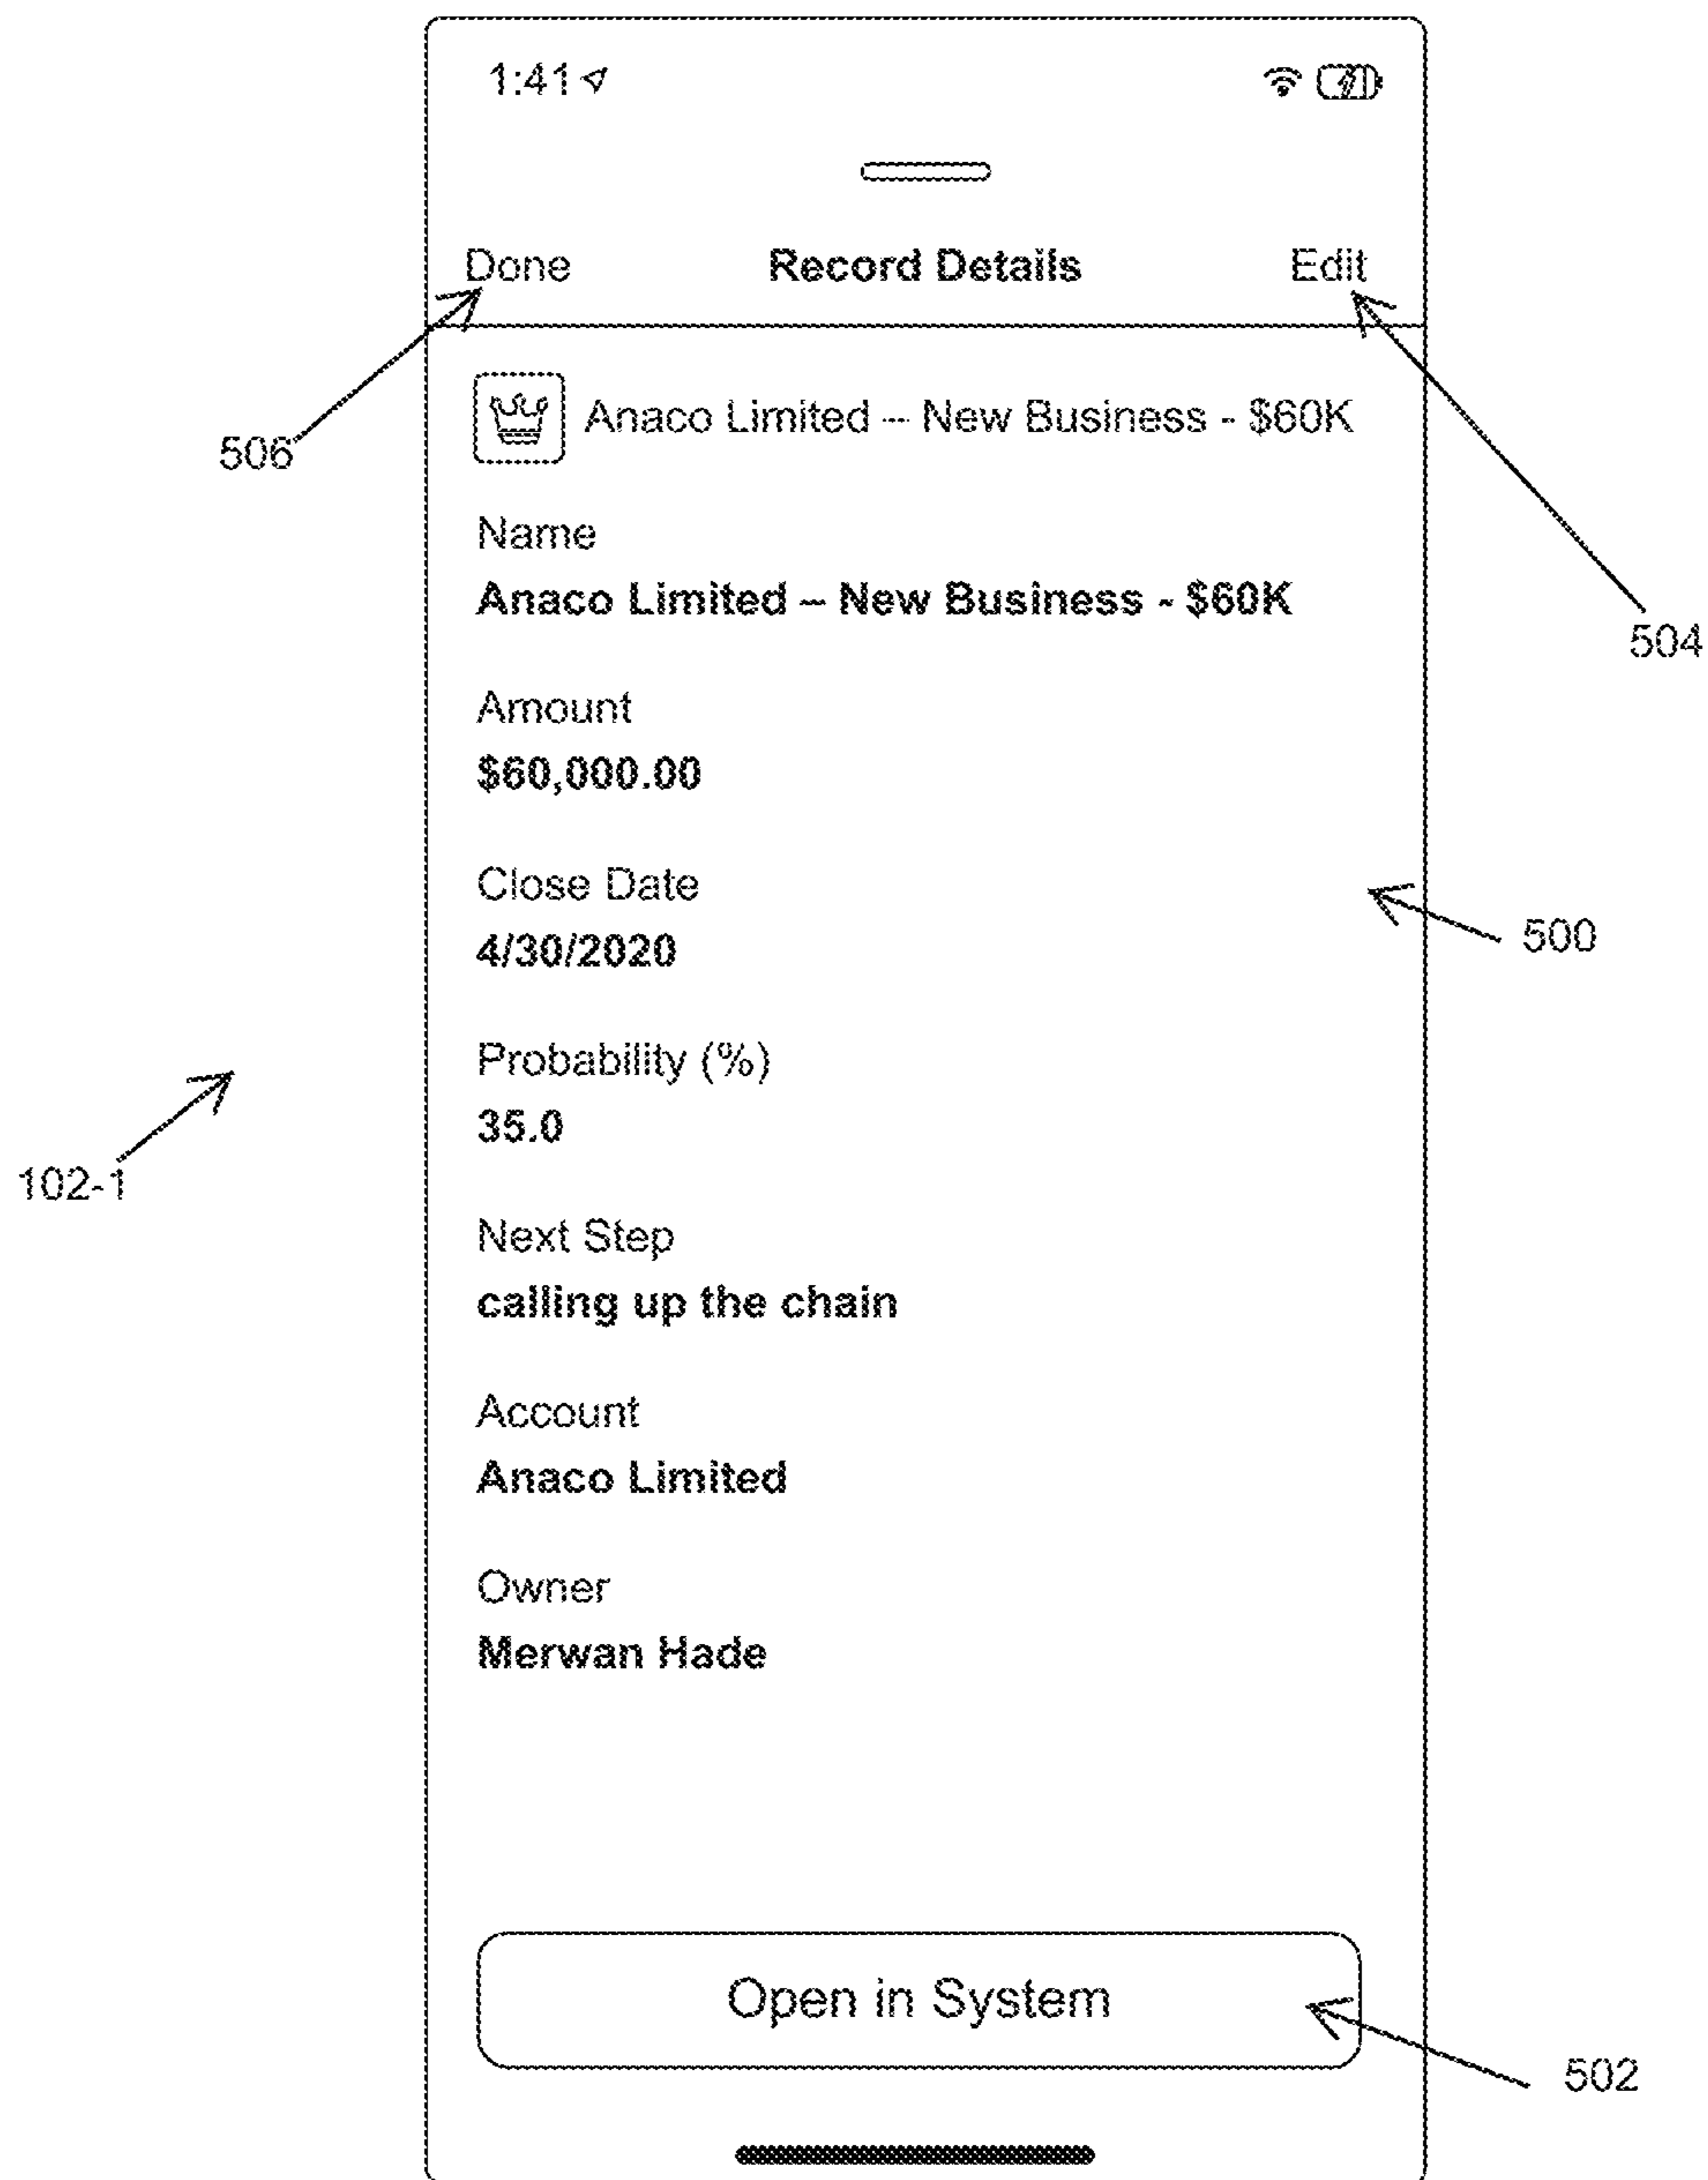 1:41
Done Record Details Edit
506
Anaco Limited – New Business - $60K
Name
Anaco Limited – New Business - $60K
504
Amount
$60,000.00
Close Date
500
4/30/2020
Probability (%)
35.0
102-1
Next Step
calling up the chain
Account
Anaco Limited
Owner
Merwan Hade
Open in System
502